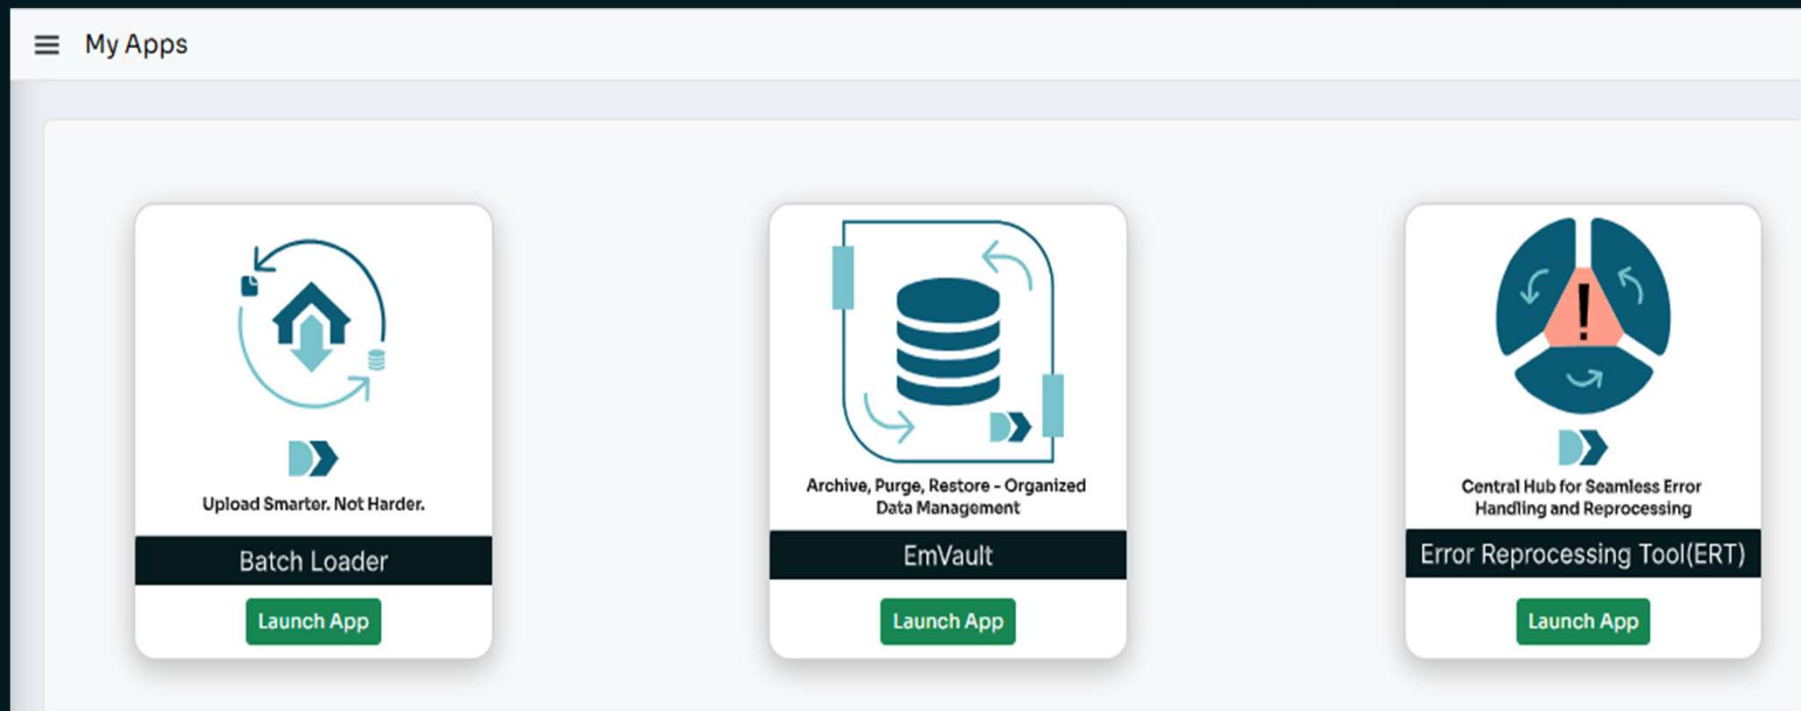 My Apps
Upload Smarter. Not Harder.
Batch Loader
Launch App
Archive, Purge, Restore - Organized
Data Management
EmVault
Launch App
Central Hub for Seamless Error
Handling and Reprocessing
Error Reprocessing Tool(ERT)
Launch App